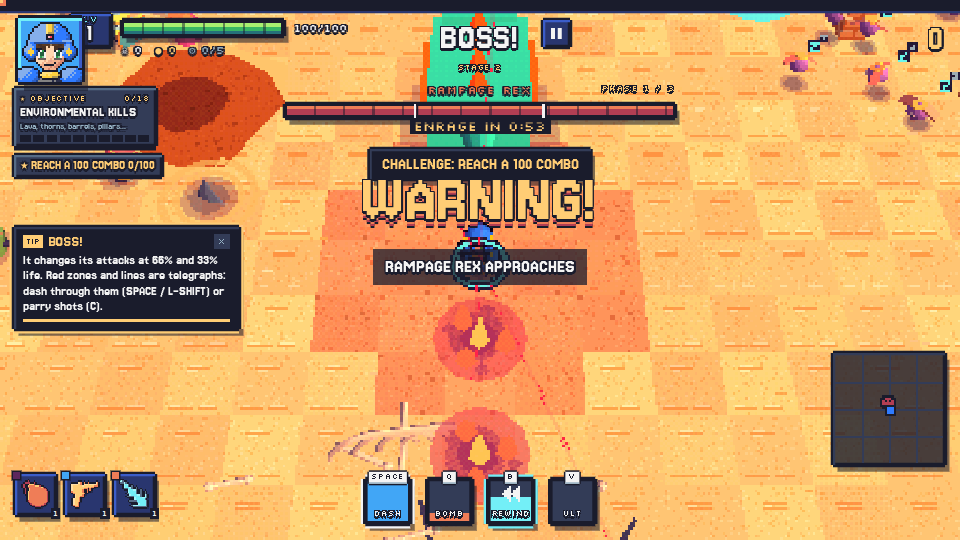 LV
1
100/100
0 0 0/5
BOSS!
STAGE 2
RAMPAGE REX
PHASE 1 / 3
0
ENRAGE IN 0:53
★ OBJECTIVE 0/18
ENVIRONMENTAL KILLS
Lava, thorns, barrels, pillars...
★ REACH A 100 COMBO 0/100
CHALLENGE: REACH A 100 COMBO
WARNING!
RAMPAGE REX APPROACHES
TIP BOSS! ×
It changes its attacks at 66% and 33%
life. Red zones and lines are telegraphs:
dash through them (SPACE / L-SHIFT) or
parry shots (C).
1 1 1
SPACE Q B V
DASH BOMB REWIND VLT